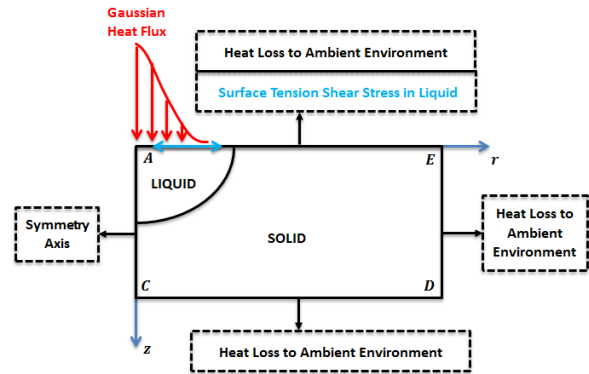 Gaussian
Heat Flux
Heat Loss to Ambient Environment
Surface Tension Shear Stress in Liquid
A
E
r
LIQUID
Symmetry
Axis
SOLID
Heat Loss to
Ambient
Environment
C
D
z
Heat Loss to Ambient Environment